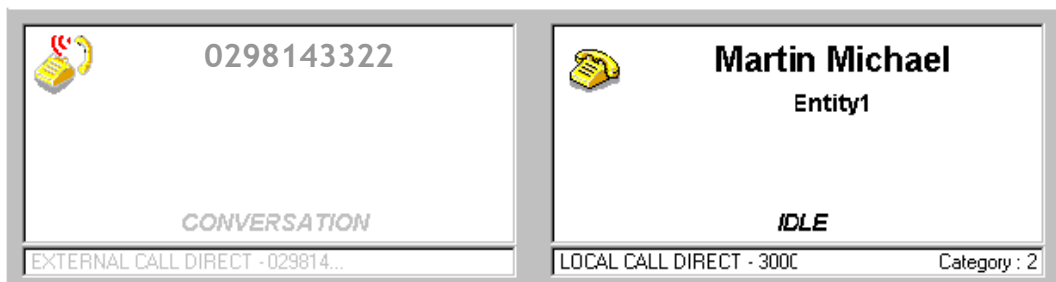 0298143322
CONVERSATION
EXTERNAL CALL DIRECT - 029814...
Martin Michael
Entity1
IDLE
LOCAL CALL DIRECT - 3000 Category : 2